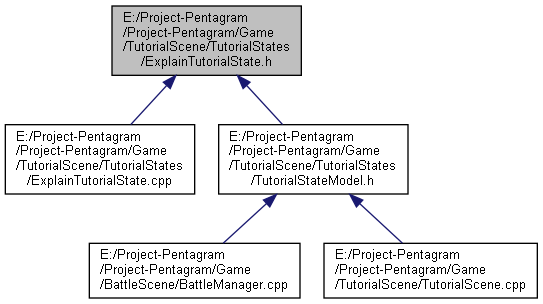 E:/Project-Pentagram
/Project-Pentagram/Game
/TutorialScene/TutorialStates
/ExplainTutorialState.h
E:/Project-Pentagram
/Project-Pentagram/Game
/TutorialScene/TutorialStates
/ExplainTutorialState.cpp
E:/Project-Pentagram
/Project-Pentagram/Game
/TutorialScene/TutorialStates
/TutorialStateModel.h
E:/Project-Pentagram
/Project-Pentagram/Game
/BattleScene/BattleManager.cpp
E:/Project-Pentagram
/Project-Pentagram/Game
/TutorialScene/TutorialScene.cpp